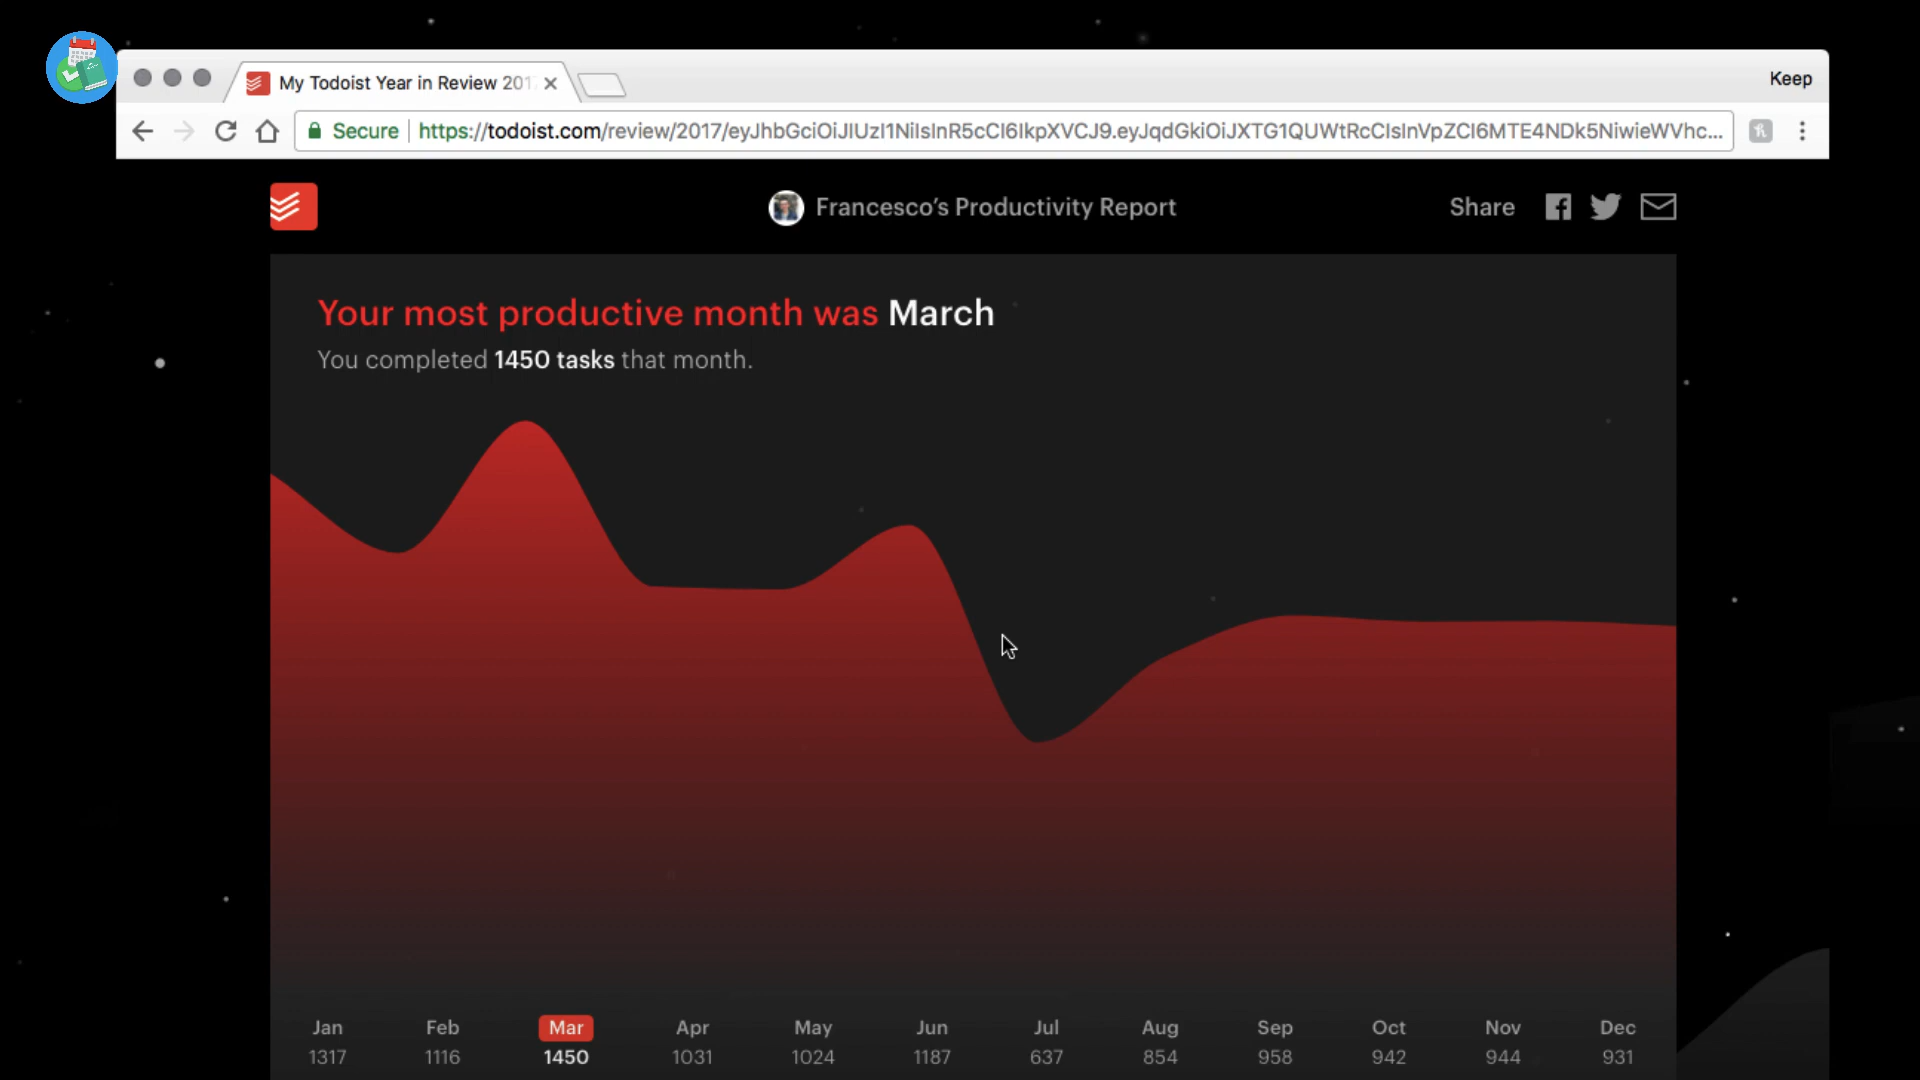 My Todoist Year in Review 201
Keep
Secure
https://todoist.com/review/2017/eyJhbGciOiJIUzI1NiIsInR5cCI6IkpXVCJ9.eyJqdGkiOiJXTG1QUWtRcCIsInVpZCI6MTE4NDk5NiwieWVhc...
Francesco’s Productivity Report
Share
Your most productive month was March
You completed 1450 tasks that month.
Jan Feb Mar Apr May Jun Jul Aug Sep Oct Nov Dec
1317 1116 1450 1031 1024 1187 637 854 958 942 944 931